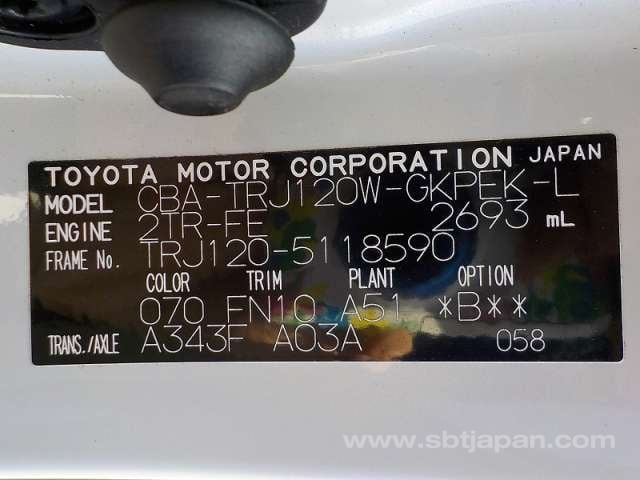 TOYOTA MOTOR CORPORATION JAPAN
MODEL CBA-TRJ120W-GKPEK-L
ENGINE 2TR-FE 2693 mL
FRAME No. TRJ120-5118590
COLOR TRIM PLANT OPTION
070 FN10 A51 *B**
TRANS./AXLE A343F A03A 058
www.sbtjapan.com